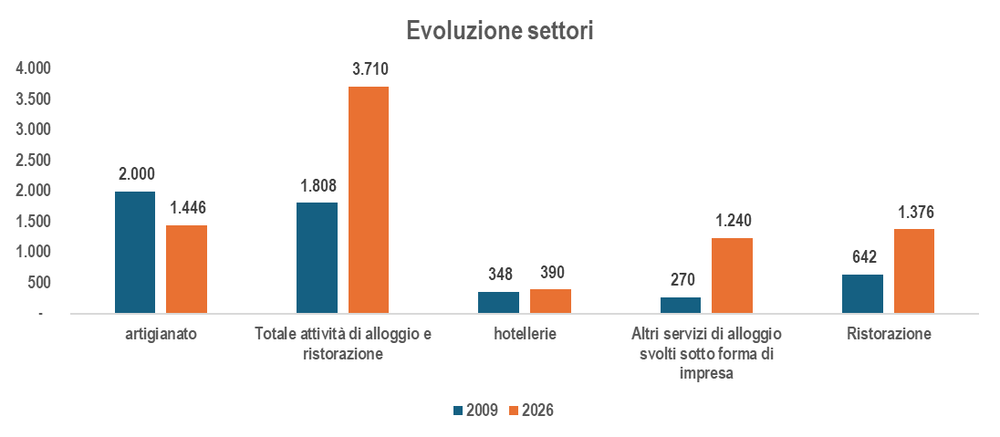 Evoluzione settori
4.000
3.500
3.000
2.500
2.000
1.500
1.000
500
-
2.000
1.446
1.808
3.710
348
390
270
1.240
642
1.376
artigianato
Totale attività di alloggio e
ristorazione
hotellerie
Altri servizi di alloggio
svolti sotto forma di
impresa
Ristorazione
2009
2026